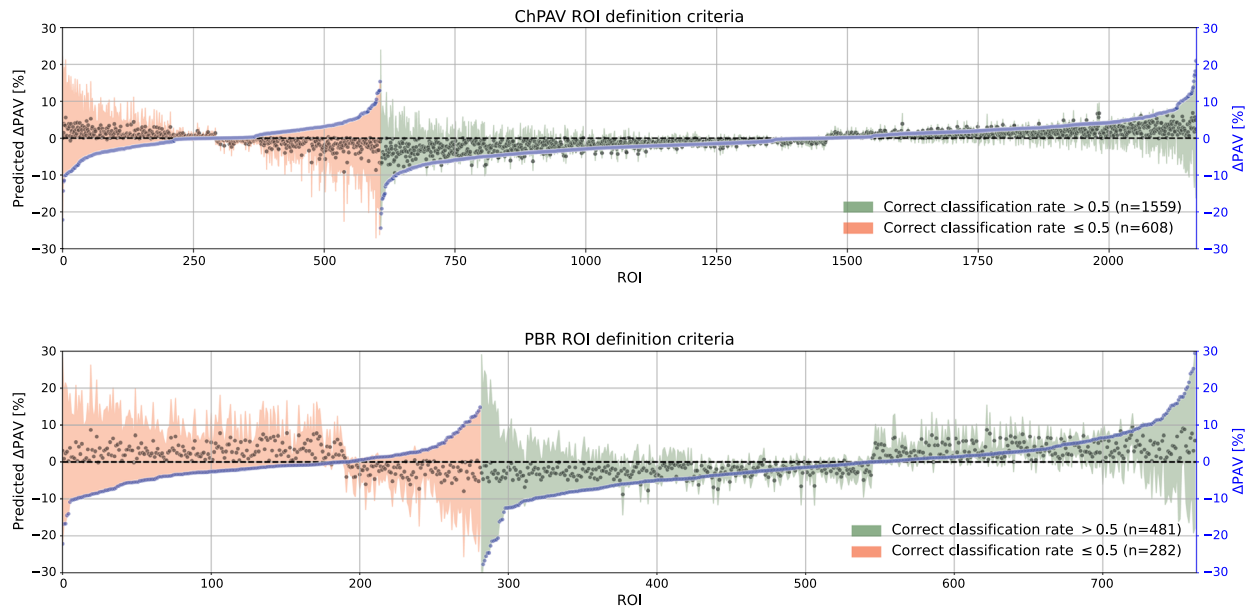 ChPAV ROI definition criteria
30 30
20 20
10 10
0 0
−10 −10
−20 −20
−30 −30
Predicted ΔPAV [%]
ΔPAV [%]
Correct classification rate > 0.5 (n=1559)
Correct classification rate ≤ 0.5 (n=608)
0 250 500 750 1000 1250 1500 1750 2000
ROI
PBR ROI definition criteria
30 30
20 20
10 10
0 0
−10 −10
−20 −20
−30 −30
Predicted ΔPAV [%]
ΔPAV [%]
Correct classification rate > 0.5 (n=481)
Correct classification rate ≤ 0.5 (n=282)
0 100 200 300 400 500 600 700
ROI